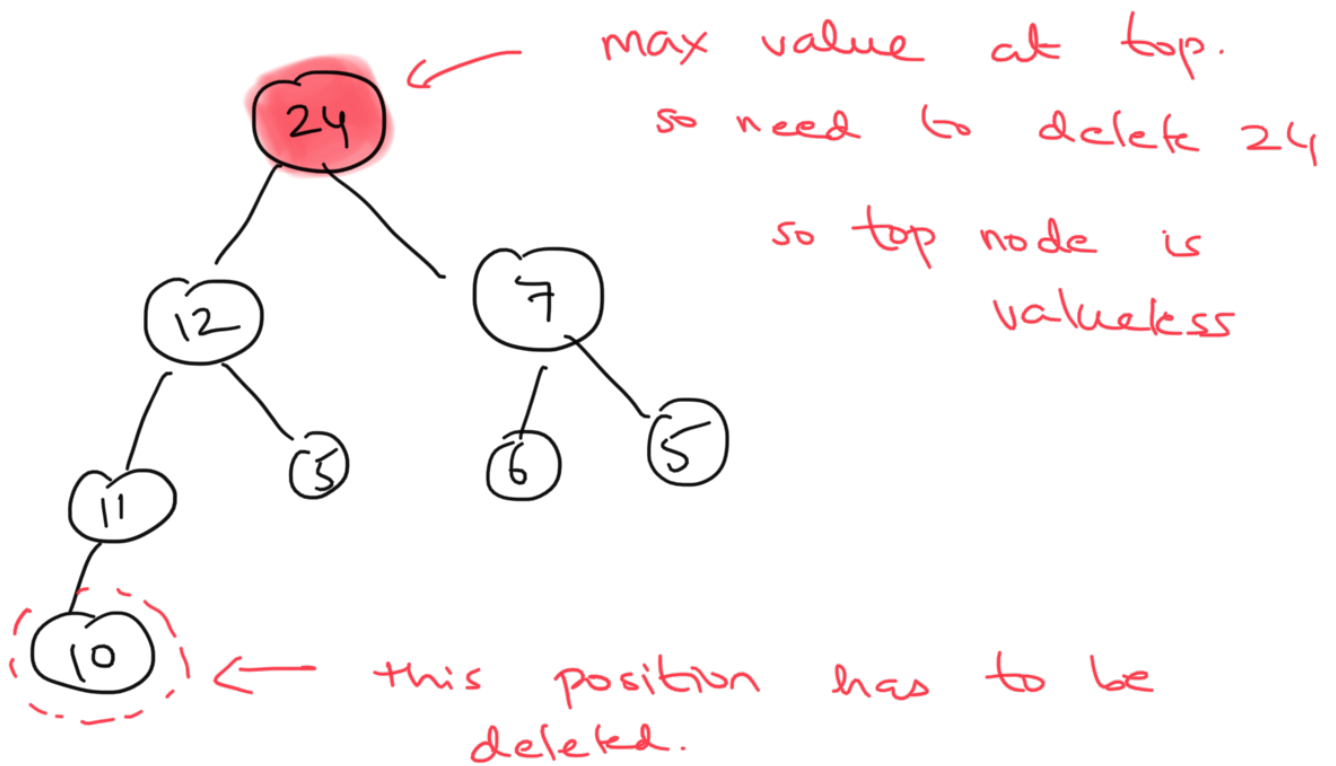 max value at top.
24
so need to delete 24
so top node is
7
valueless
12
5
6
5
11
10
this position has to be
deleted.